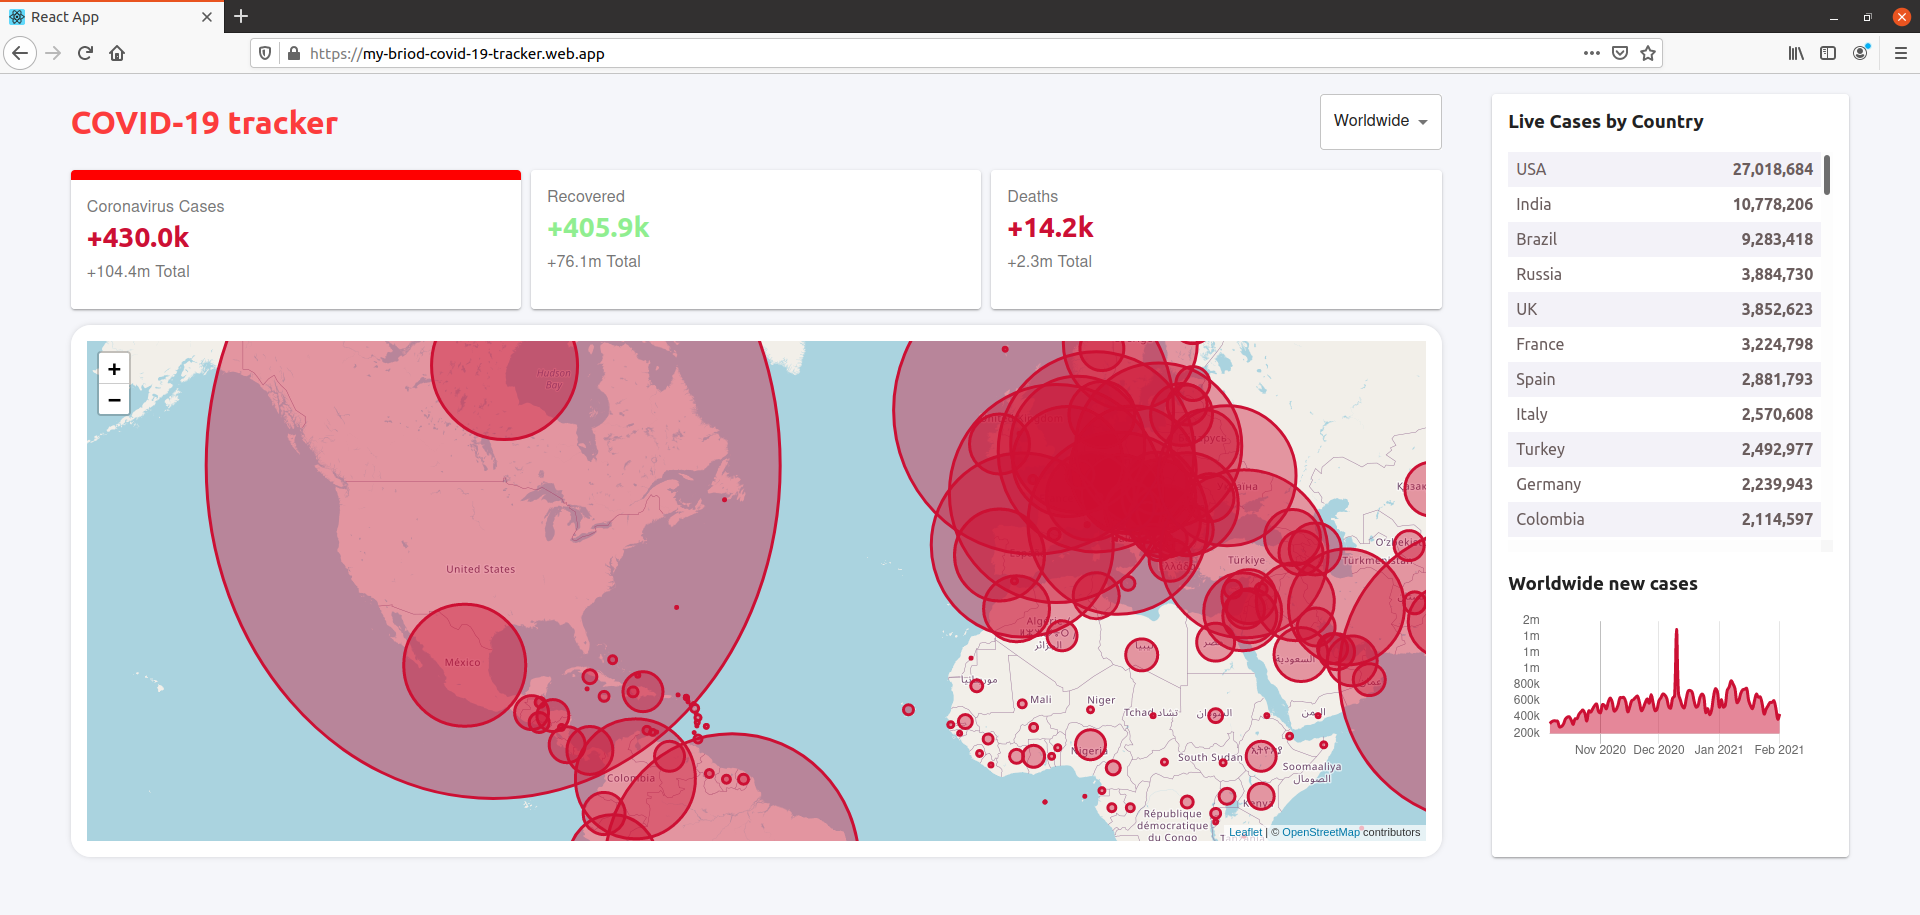 React App
https://my-briod-covid-19-tracker.web.app
COVID-19 tracker
Worldwide
Coronavirus Cases
+430.0k
+104.4m Total
Recovered
+405.9k
+76.1m Total
Deaths
+14.2k
+2.3m Total
+
−
Hudson
Bay
United States
México
Colombia
Türkiye
Mali
Niger
Nigeria
South Sudan
Soomaaliya
الصومال
Kenya
République
démocratique
du Congo
Leaflet | © OpenStreetMap contributors
Live Cases by Country
USA 27,018,684
India 10,778,206
Brazil 9,283,418
Russia 3,884,730
UK 3,852,623
France 3,224,798
Spain 2,881,793
Italy 2,570,608
Turkey 2,492,977
Germany 2,239,943
Colombia 2,114,597
Worldwide new cases
2m
1m
1m
1m
800k
600k
400k
200k
Nov 2020 Dec 2020 Jan 2021 Feb 2021